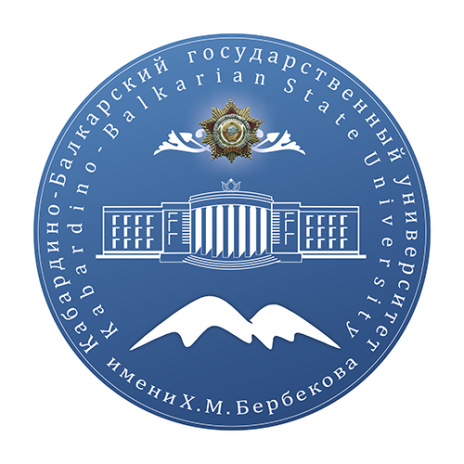 Кабардино-Балкарский государственный университет
имени Х.М.Бербекова
Kabardino-Balkarian State University